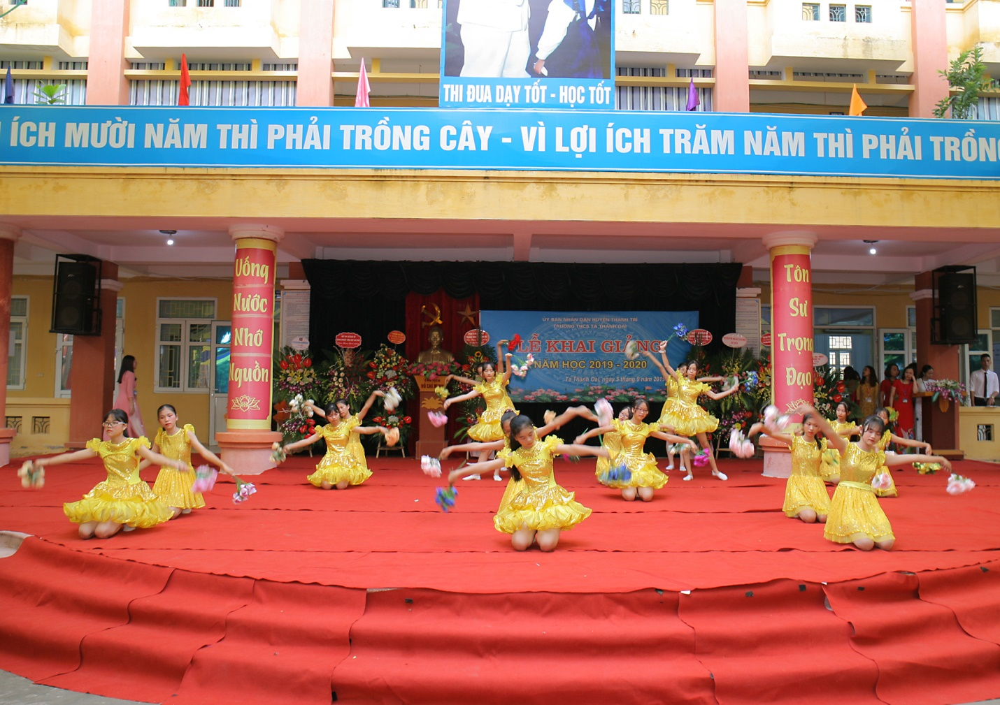 THI ĐUA DẠY TỐT - HỌC TỐT
ÍCH MƯỜI NĂM THÌ PHẢI TRỒNG CÂY - VÌ LỢI ÍCH TRĂM NĂM THÌ PHẢI TRỒNG
Uống
Nước
Nhớ
Nguồn
ỦY BAN NHÂN DÂN HUYỆN THANH TRÌ
TRƯỜNG THCS TẢ THANH OAI
LỄ KHAI GIẢNG
NĂM HỌC 2019 - 2020
Tả Thanh Oai, ngày 5 tháng 9 năm 2019
HỒ CHÍ MINH
Tôn
Sư
Trọng
Đạo